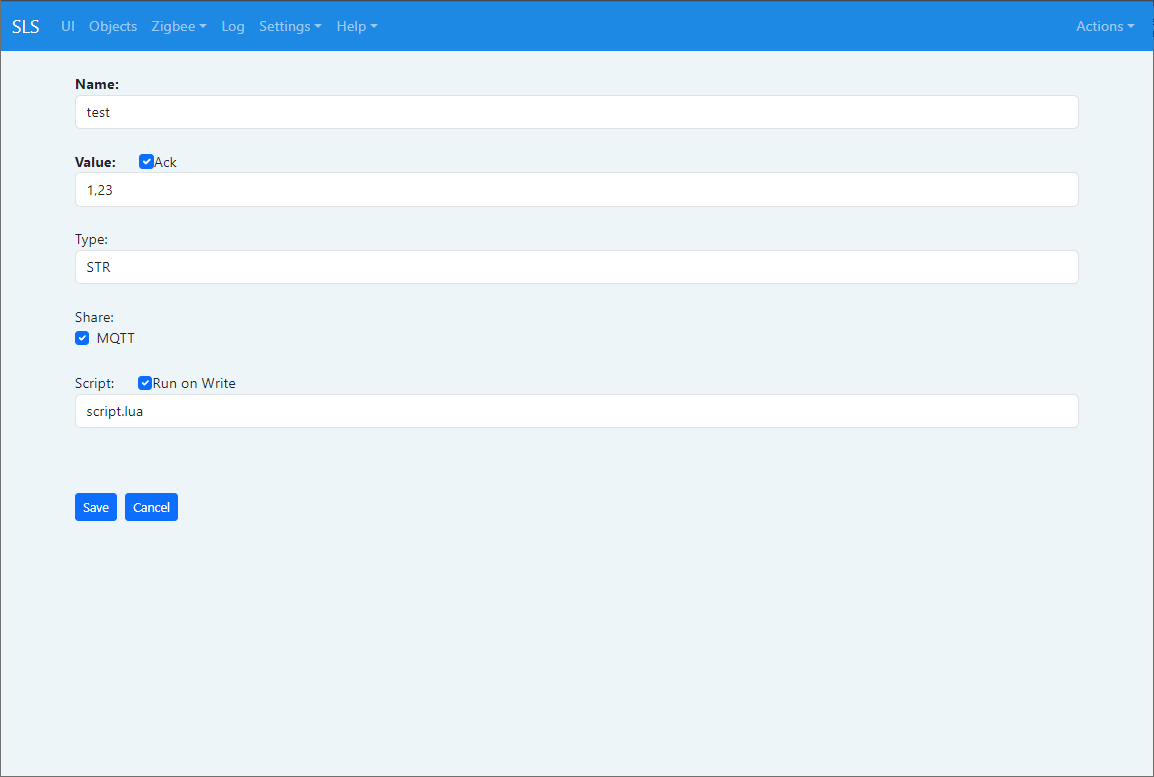 SLS UI Objects Zigbee Log Settings Help Actions
Name:
test
Value: Ack
1,23
Type:
STR
Share:
MQTT
Script: Run on Write
script.lua
Save Cancel